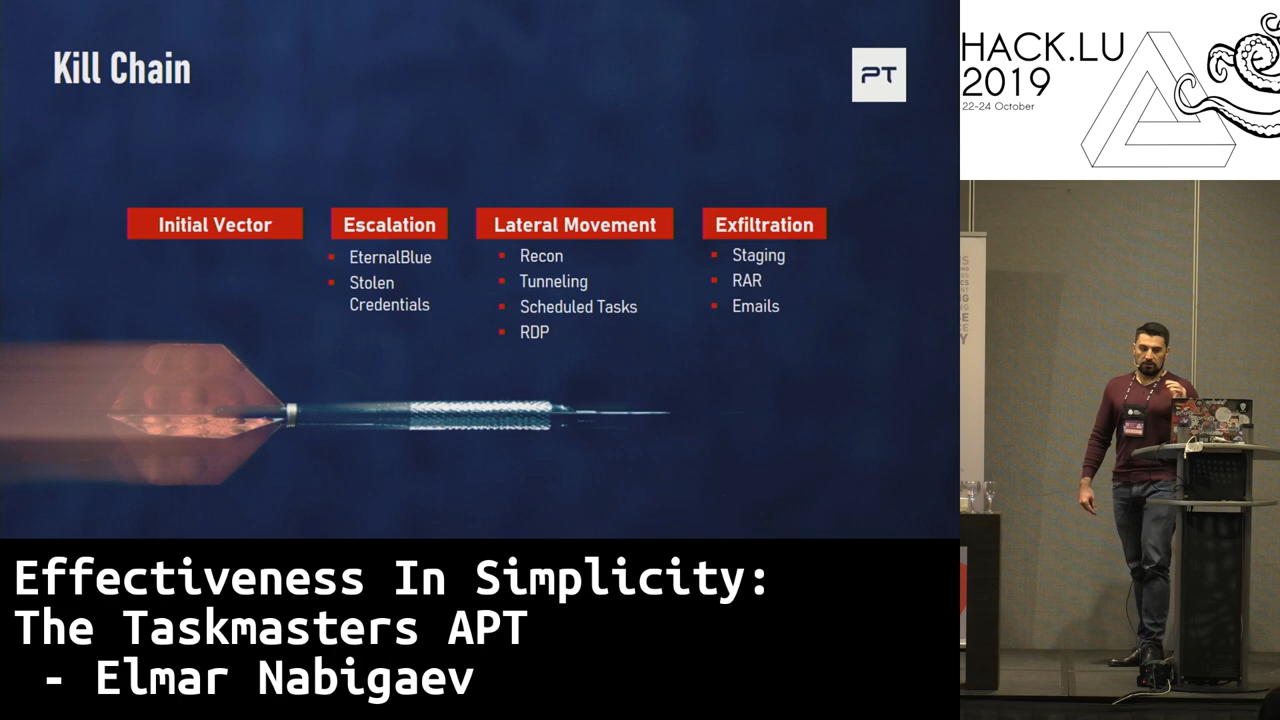 Kill Chain
PT
Initial Vector
Escalation
EternalBlue
Stolen
Credentials
Lateral Movement
Recon
Tunneling
Scheduled Tasks
RDP
Exfiltration
Staging
RAR
Emails
HACK.LU
2019
22-24 October
Effectiveness In Simplicity:
The Taskmasters APT
- Elmar Nabigaev